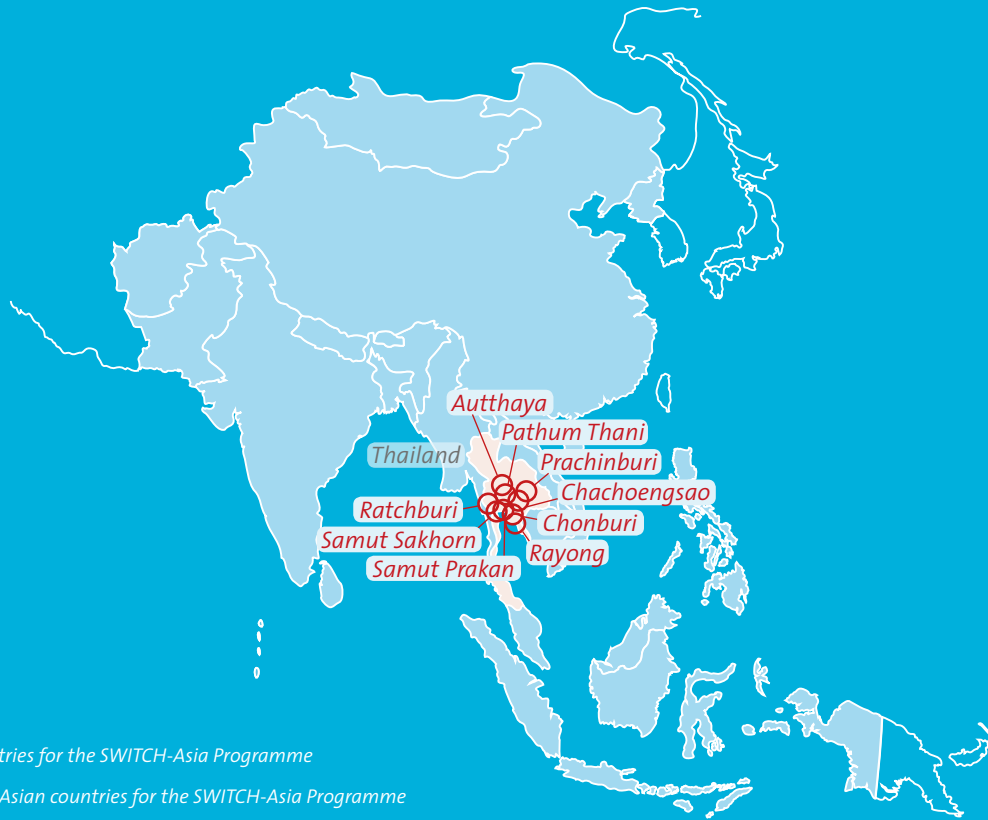 Autthaya
Pathum Thani
Thailand
Prachinburi
Chachoengsao
Ratchburi
Chonburi
Samut Sakhorn
Rayong
Samut Prakan
tries for the SWITCH-Asia Programme
Asian countries for the SWITCH-Asia Programme